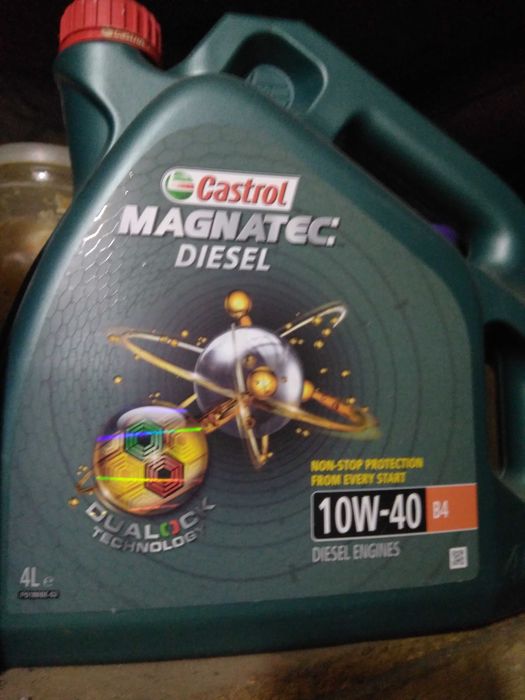 Castrol
MAGNATEC
DIESEL
DUALOCK
TECHNOLOGY
NON-STOP PROTECTION
FROM EVERY START
10W-40 B4
DIESEL ENGINES
4L e